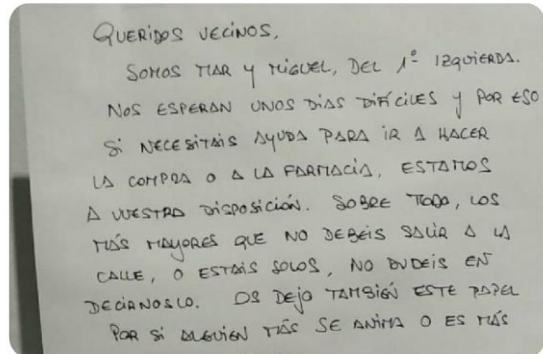 QUERIDOS VECINOS,
SOMOS MAR Y MIGUEL, DEL 1º IZQUIERDA.
NOS ESPERAN UNOS DIAS DIFÍCILES Y POR ESO
SI NECESITAIS AYUDA PARA IR A HACER
LA COMPRA O A LA FARMACIA, ESTAMOS
A VUESTRA DISPOSICIÓN. SOBRE TODO, LOS
MÁS MAYORES QUE NO DEBEIS SALIR A LA
CALLE, O ESTAIS SOLOS, NO DUDEIS EN
DECIRNOSLO. OS DEJO TAMBIÉN ESTE PAPEL
POR SI ALGUIEN MÁS SE ANIMA O ES MÁS